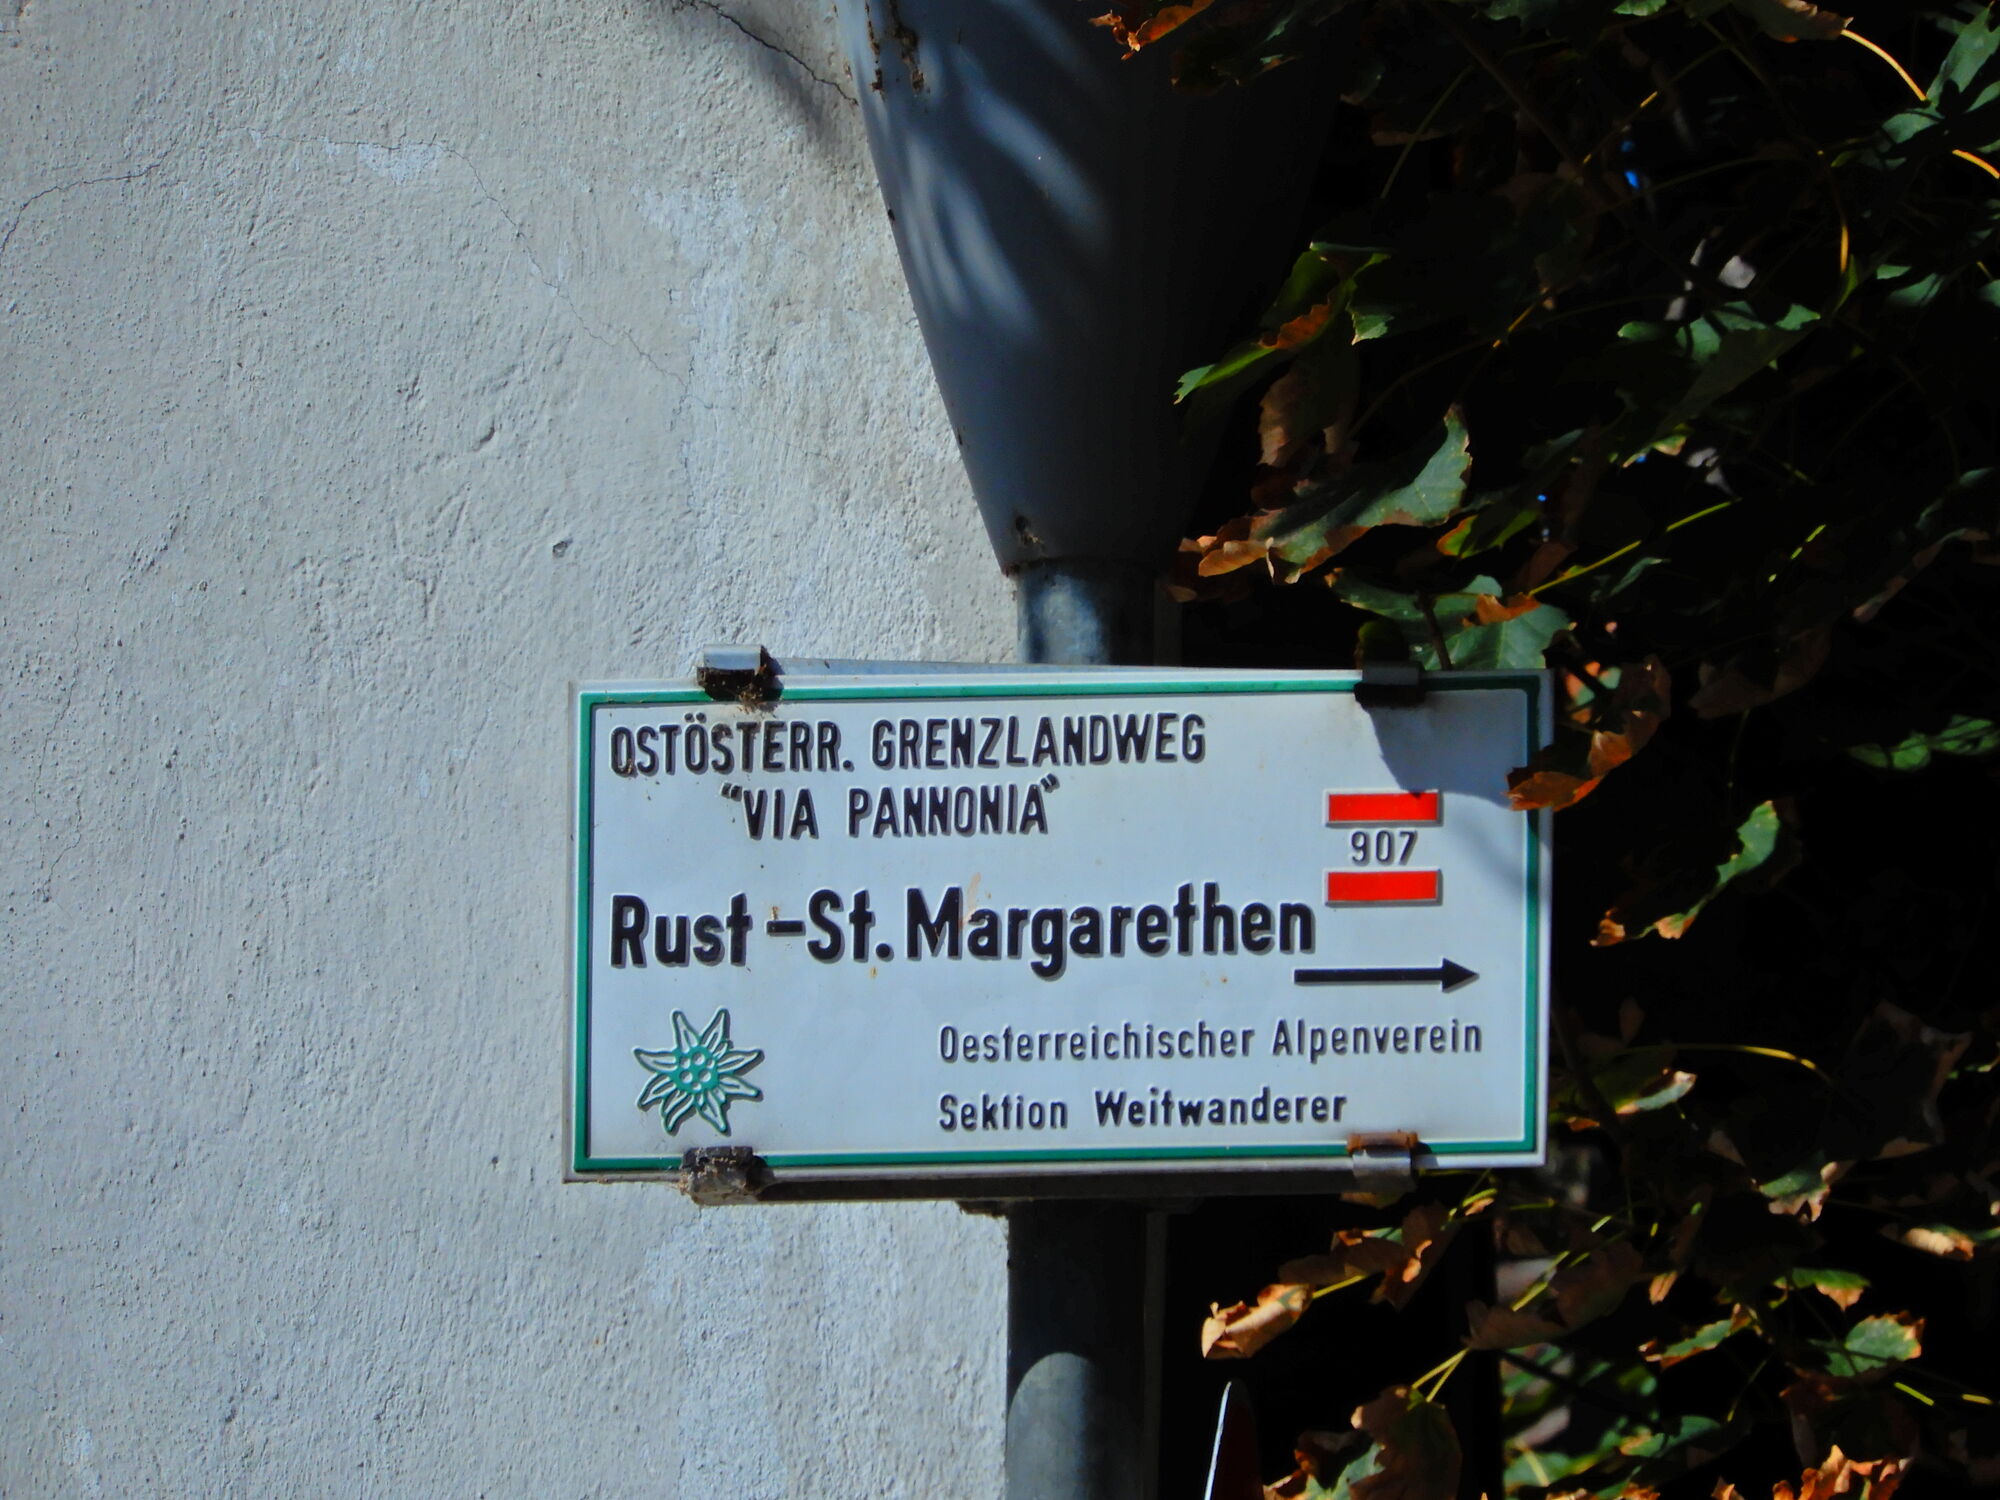 OSTÖSTERR. GRENZLANDWEG
"VIA PANNONIA"
907
Rust-St. Margarethen
Oesterreichischer Alpenverein
Sektion Weitwanderer